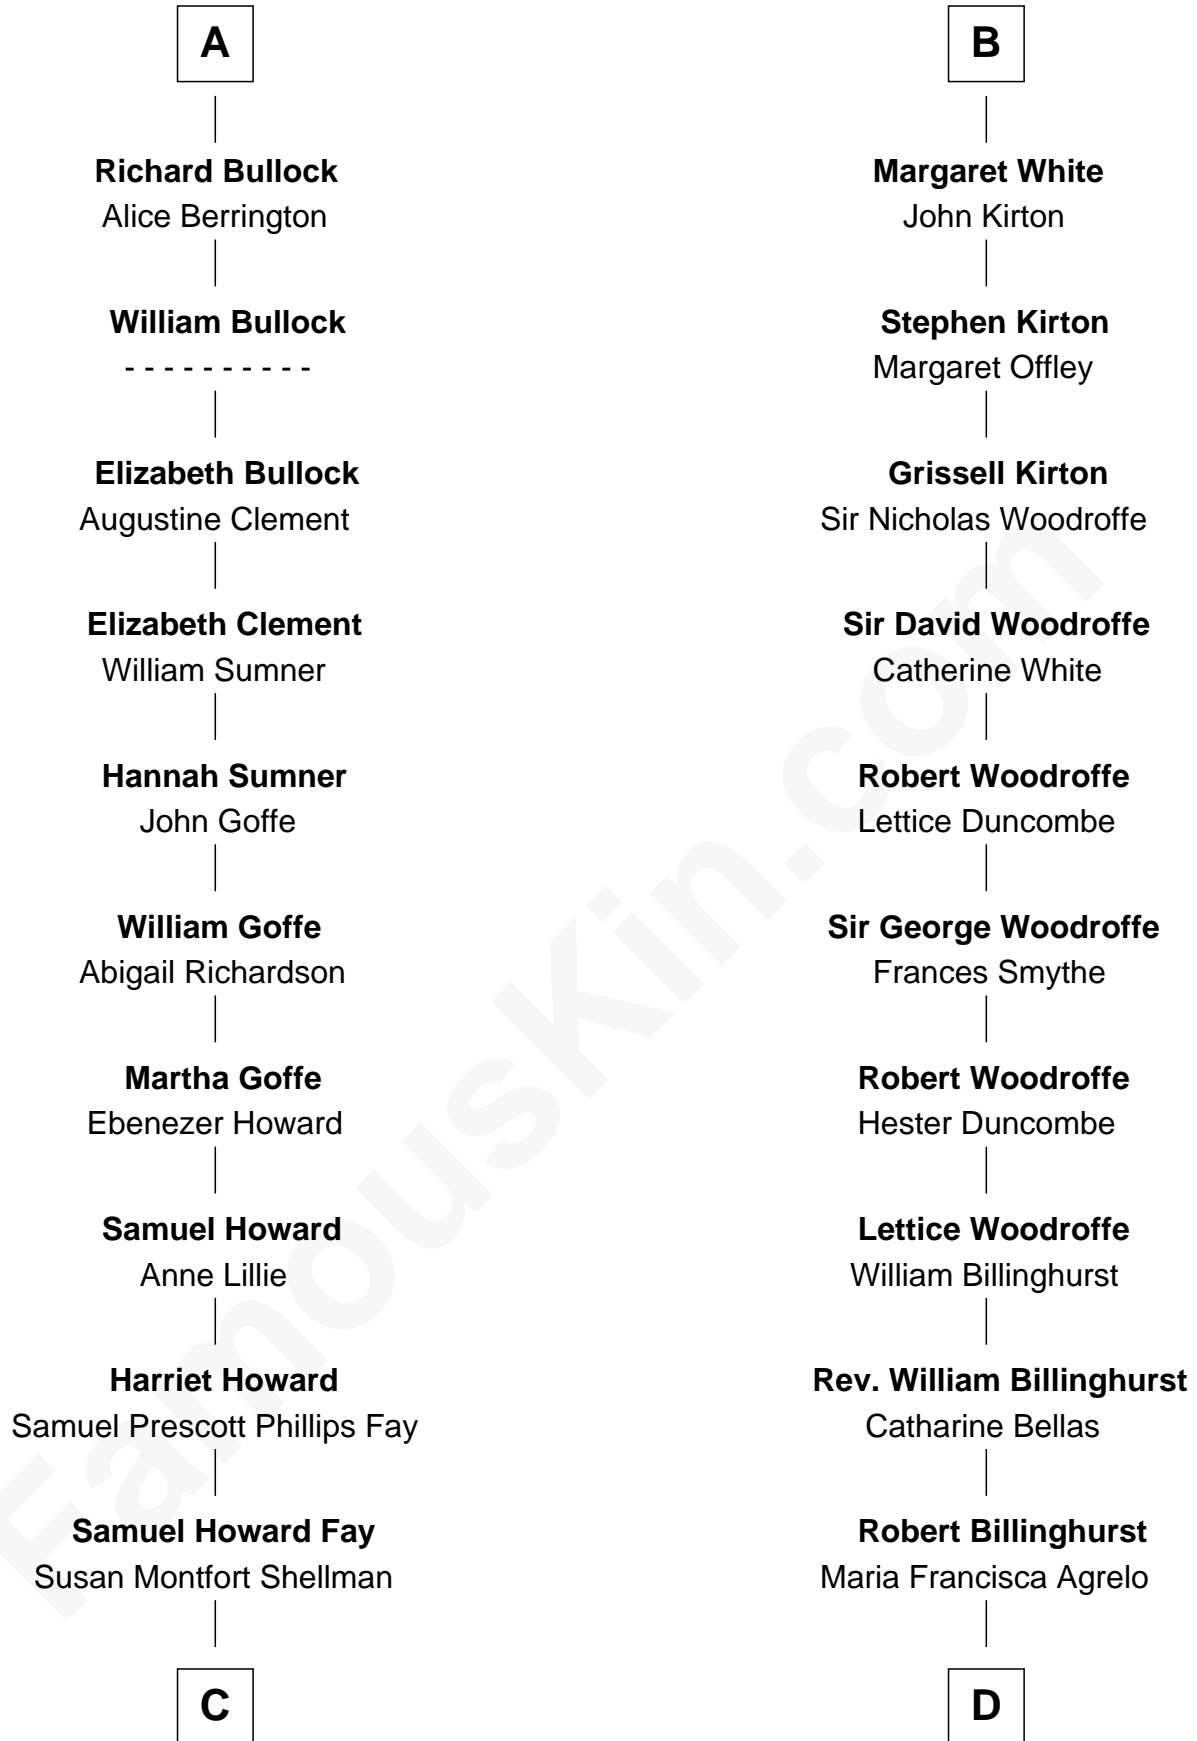 A
Richard Bullock
Alice Berrington
William Bullock
- - - - - - - - - -
Elizabeth Bullock
Augustine Clement
Elizabeth Clement
William Sumner
Hannah Sumner
John Goffe
William Goffe
Abigail Richardson
Martha Goffe
Ebenezer Howard
Samuel Howard
Anne Lillie
Harriet Howard
Samuel Prescott Phillips Fay
Samuel Howard Fay
Susan Montfort Shellman
C
B
Margaret White
John Kirton
Stephen Kirton
Margaret Offley
Grissell Kirton
Sir Nicholas Woodroffe
Sir David Woodroffe
Catherine White
Robert Woodroffe
Lettice Duncombe
Sir George Woodroffe
Frances Smythe
Robert Woodroffe
Hester Duncombe
Lettice Woodroffe
William Billinghurst
Rev. William Billinghurst
Catharine Bellas
Robert Billinghurst
Maria Francisca Agrelo
D
FamousKin.com